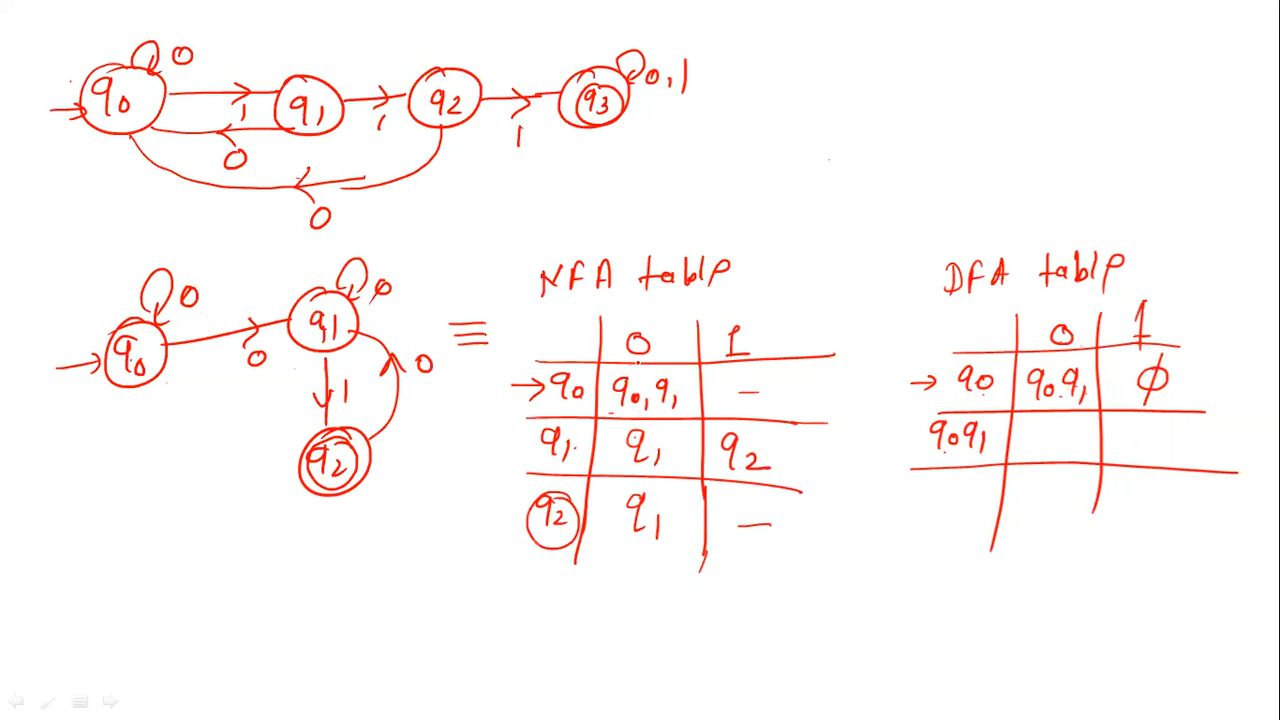 0
q0 1 q1 1 q2 1 q3 0,1
0
0
0 0
q0 0 q1 0 ≡
1
q2
NFA table
0 1
→ q0 q0,q1 —
q1 q1 q2
q2 q1 —
DFA table
0 1
→ q0 q0q1 ϕ
q0q1